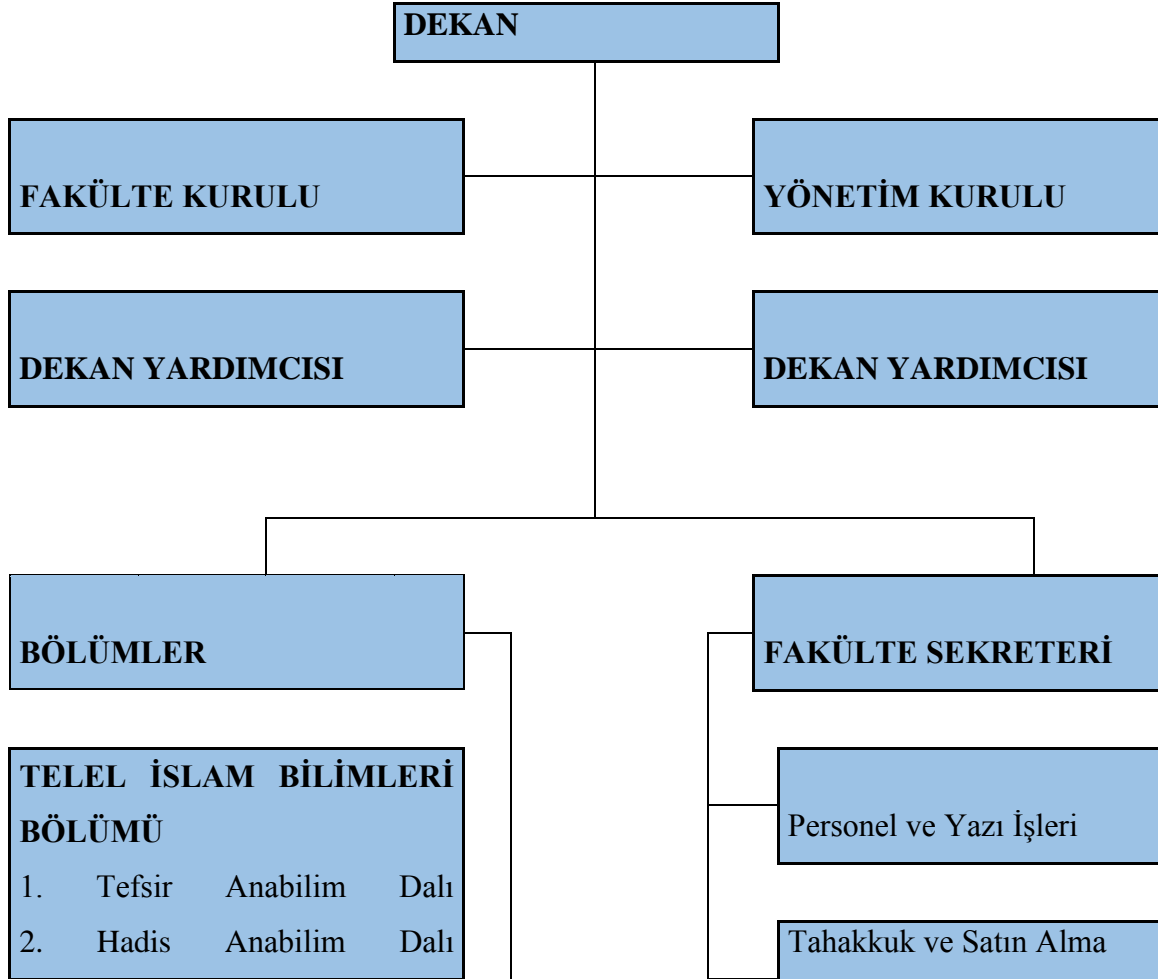 DEKAN
FAKÜLTE KURULU
YÖNETİM KURULU
DEKAN YARDIMCISI
DEKAN YARDIMCISI
BÖLÜMLER
FAKÜLTE SEKRETERİ
TELEL İSLAM BİLİMLERİ
BÖLÜMÜ
1. Tefsir Anabilim Dalı
2. Hadis Anabilim Dalı
Personel ve Yazı İşleri
Tahakkuk ve Satın Alma